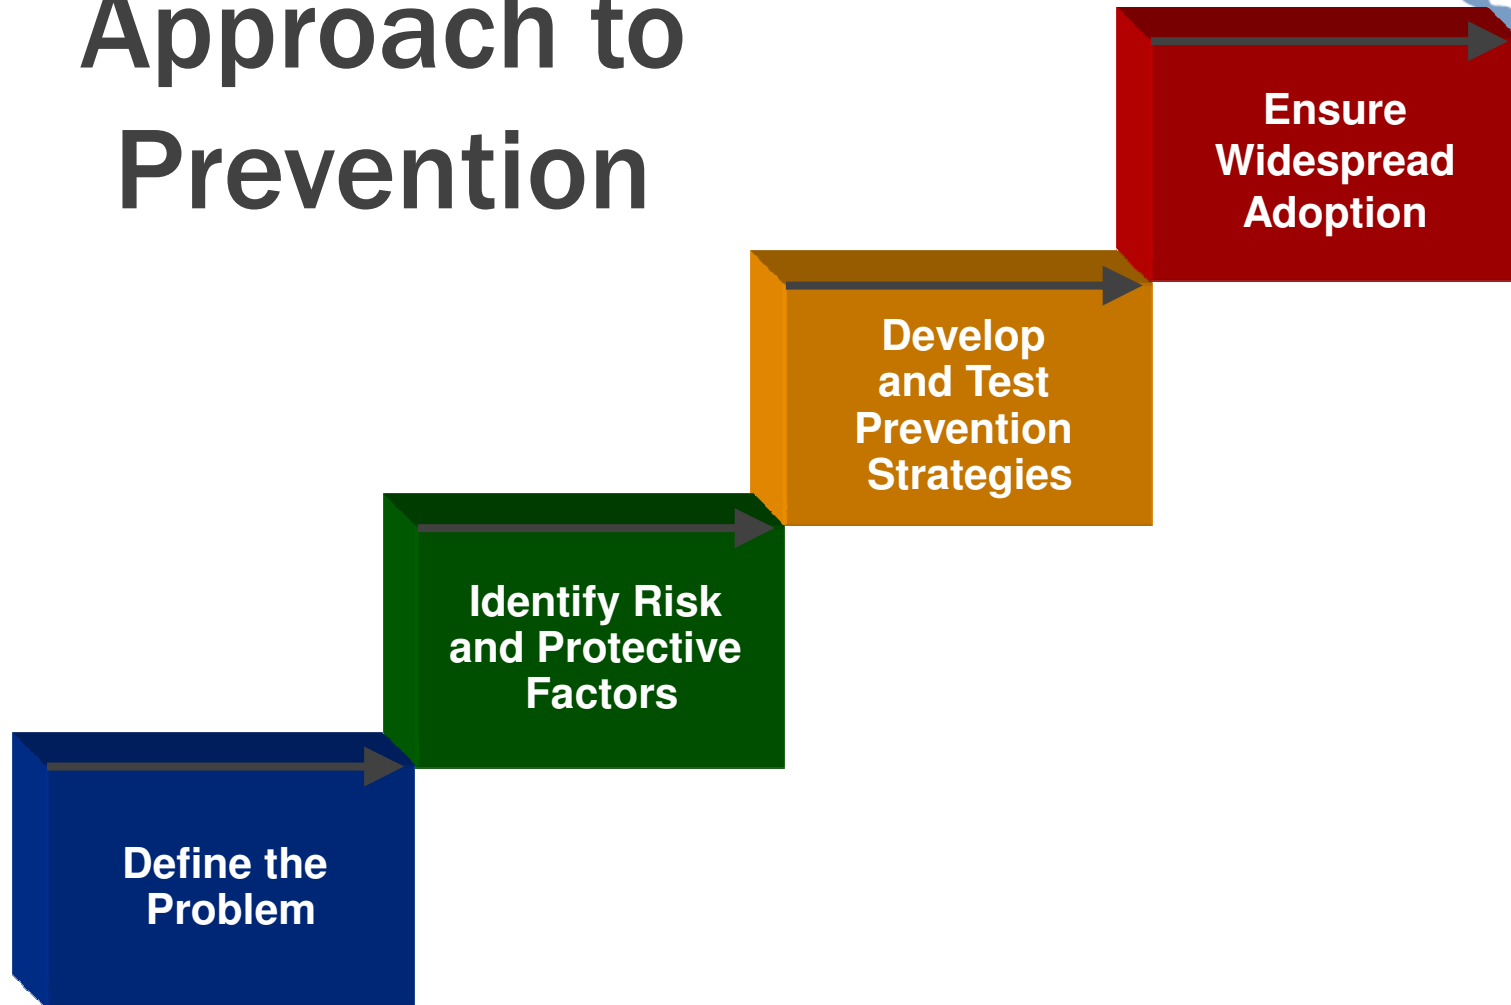 Approach to
Prevention
Ensure
Widespread
Adoption
Develop
and Test
Prevention
Strategies
Identify Risk
and Protective
Factors
Define the
Problem